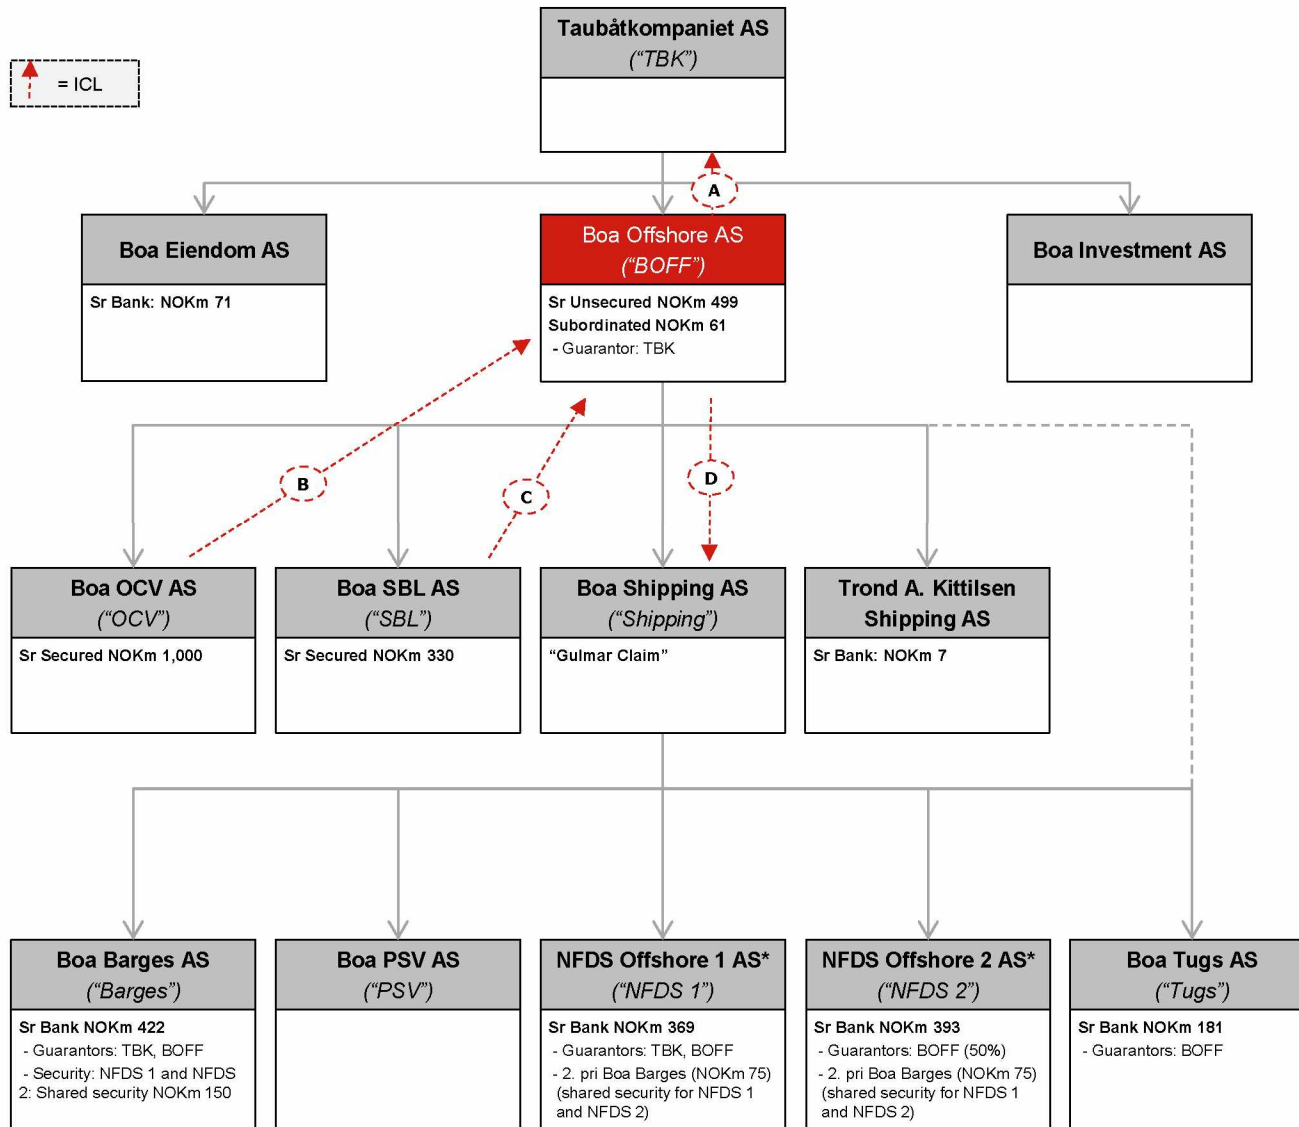 Taubåtkompaniet AS
(“TBK”)
= ICL
A
Boa Eiendom AS
Sr Bank: NOKm 71
Boa Offshore AS
(“BOFF”)
Sr Unsecured NOKm 499
Subordinated NOKm 61
- Guarantor: TBK
Boa Investment AS
B
C
D
Boa OCV AS
(“OCV”)
Sr Secured NOKm 1,000
Boa SBL AS
(“SBL”)
Sr Secured NOKm 330
Boa Shipping AS
(“Shipping”)
“Gulmar Claim”
Trond A. Kittilsen
Shipping AS
Sr Bank: NOKm 7
Boa Barges AS
(“Barges”)
Sr Bank NOKm 422
- Guarantors: TBK, BOFF
- Security: NFDS 1 and NFDS
2: Shared security NOKm 150
Boa PSV AS
(“PSV”)
NFDS Offshore 1 AS*
(“NFDS 1”)
Sr Bank NOKm 369
- Guarantors: TBK, BOFF
- 2. pri Boa Barges (NOKm 75)
(shared security for NFDS 1
and NFDS 2)
NFDS Offshore 2 AS*
(“NFDS 2”)
Sr Bank NOKm 393
- Guarantors: BOFF (50%)
- 2. pri Boa Barges (NOKm 75)
(shared security for NFDS 1
and NFDS 2)
Boa Tugs AS
(“Tugs”)
Sr Bank NOKm 181
- Guarantors: BOFF